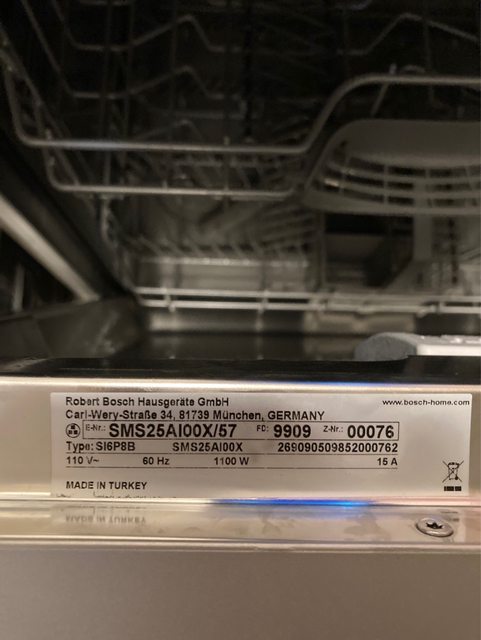 Robert Bosch Hausgeräte GmbH www.bosch-home.com
Carl-Wery-Straße 34, 81739 München, GERMANY
E-Nr.: SMS25AI00X/57 FD: 9909 Z-Nr.: 00076
Type: SI6P8B SMS25AI00X 269090509852000762
110 V~ 60 Hz 1100 W 15 A
MADE IN TURKEY